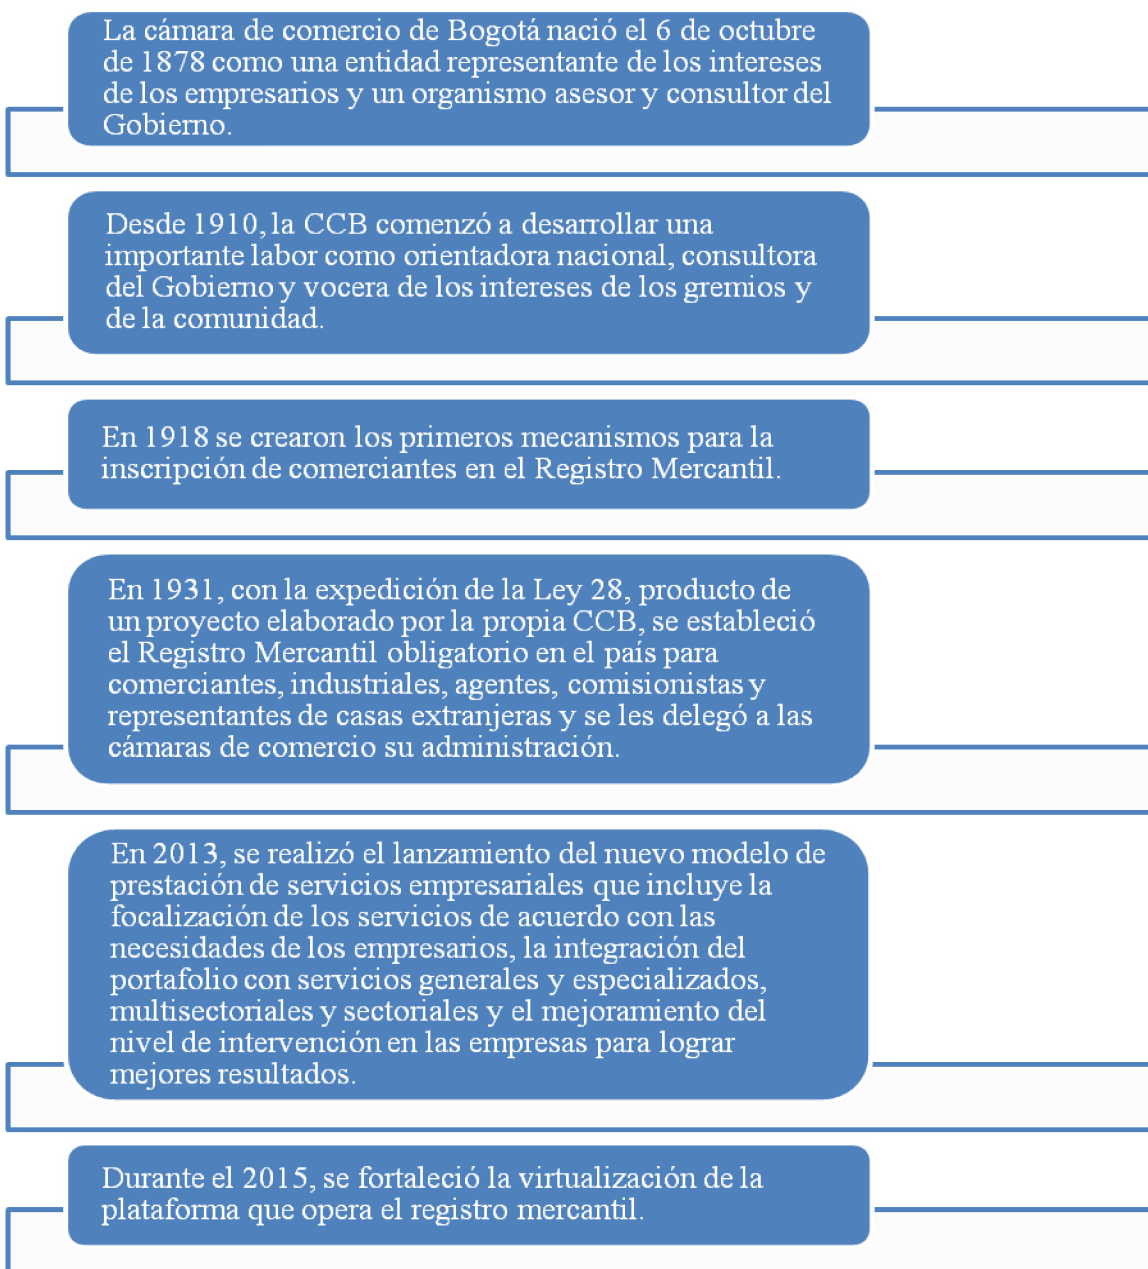 La cámara de comercio de Bogotá nació el 6 de octubre
de 1878 como una entidad representante de los intereses
de los empresarios y un organismo asesor y consultor del
Gobierno.
Desde 1910, la CCB comenzó a desarrollar una
importante labor como orientadora nacional, consultora
del Gobierno y vocera de los intereses de los gremios y
de la comunidad.
En 1918 se crearon los primeros mecanismos para la
inscripción de comerciantes en el Registro Mercantil.
En 1931, con la expedición de la Ley 28, producto de
un proyecto elaborado por la propia CCB, se estableció
el Registro Mercantil obligatorio en el país para
comerciantes, industriales, agentes, comisionistas y
representantes de casas extranjeras y se les delegó a las
cámaras de comercio su administración.
En 2013, se realizó el lanzamiento del nuevo modelo de
prestación de servicios empresariales que incluye la
focalización de los servicios de acuerdo con las
necesidades de los empresarios, la integración del
portafolio con servicios generales y especializados,
multisectoriales y sectoriales y el mejoramiento del
nivel de intervención en las empresas para lograr
mejores resultados.
Durante el 2015, se fortaleció la virtualización de la
plataforma que opera el registro mercantil.